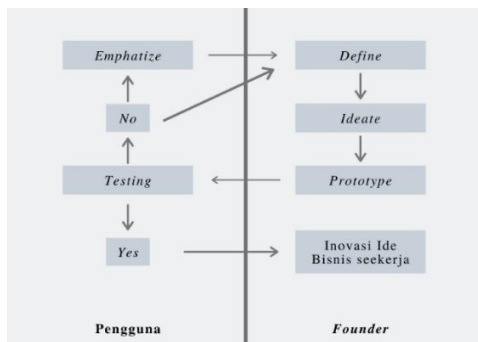 Emphatize
Define
No
Ideate
Testing
Prototype
Yes
Inovasi Ide
Bisnis seekerja
Pengguna
Founder